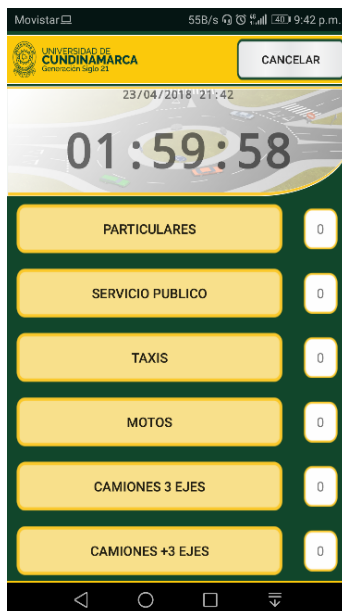 Movistar 55B/s 40 9:42 p.m.
UNIVERSIDAD DE
CUNDINAMARCA
Generación Siglo 21
CANCELAR
23/04/2018 21:42
01:59:58
PARTICULARES 0
SERVICIO PUBLICO 0
TAXIS 0
MOTOS 0
CAMIONES 3 EJES 0
CAMIONES +3 EJES 0